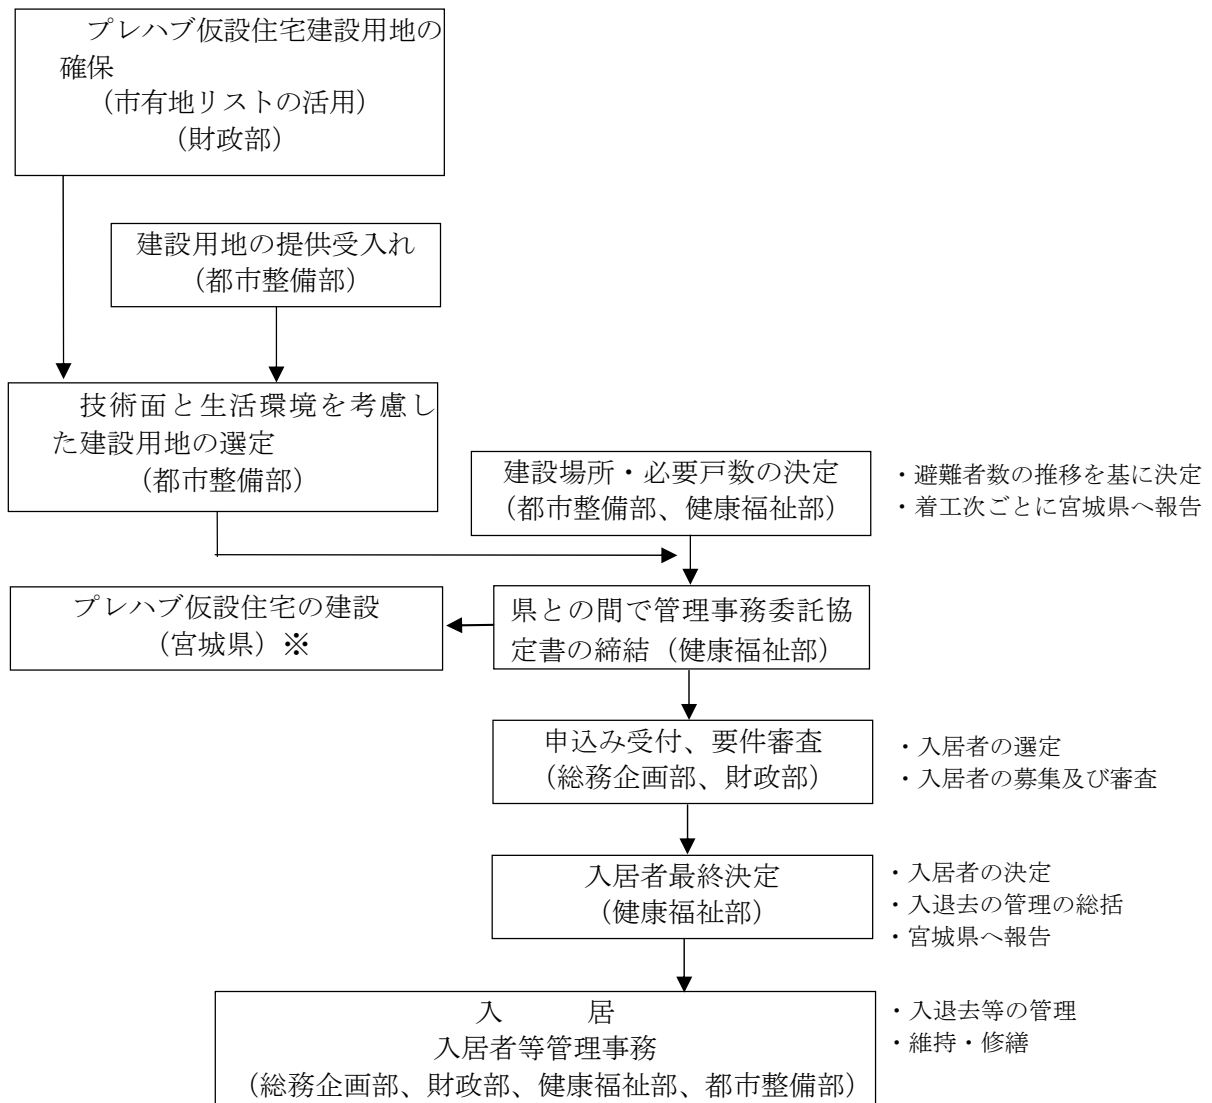 プレハブ仮設住宅建設用地の
確保
（市有地リストの活用）
（財政部）
建設用地の提供受入れ
（都市整備部）
技術面と生活環境を考慮し
た建設用地の選定
（都市整備部）
建設場所・必要戸数の決定
（都市整備部、健康福祉部）
・避難者数の推移を基に決定
・着工次ごとに宮城県へ報告
プレハブ仮設住宅の建設
（宮城県）※
県との間で管理事務委託協
定書の締結（健康福祉部）
申込み受付、要件審査
（総務企画部、財政部）
・入居者の選定
・入居者の募集及び審査
入居者最終決定
（健康福祉部）
・入居者の決定
・入退去の管理の総括
・宮城県へ報告
入　　居
入居者等管理事務
（総務企画部、財政部、健康福祉部、都市整備部）
・入退去等の管理
・維持・修繕